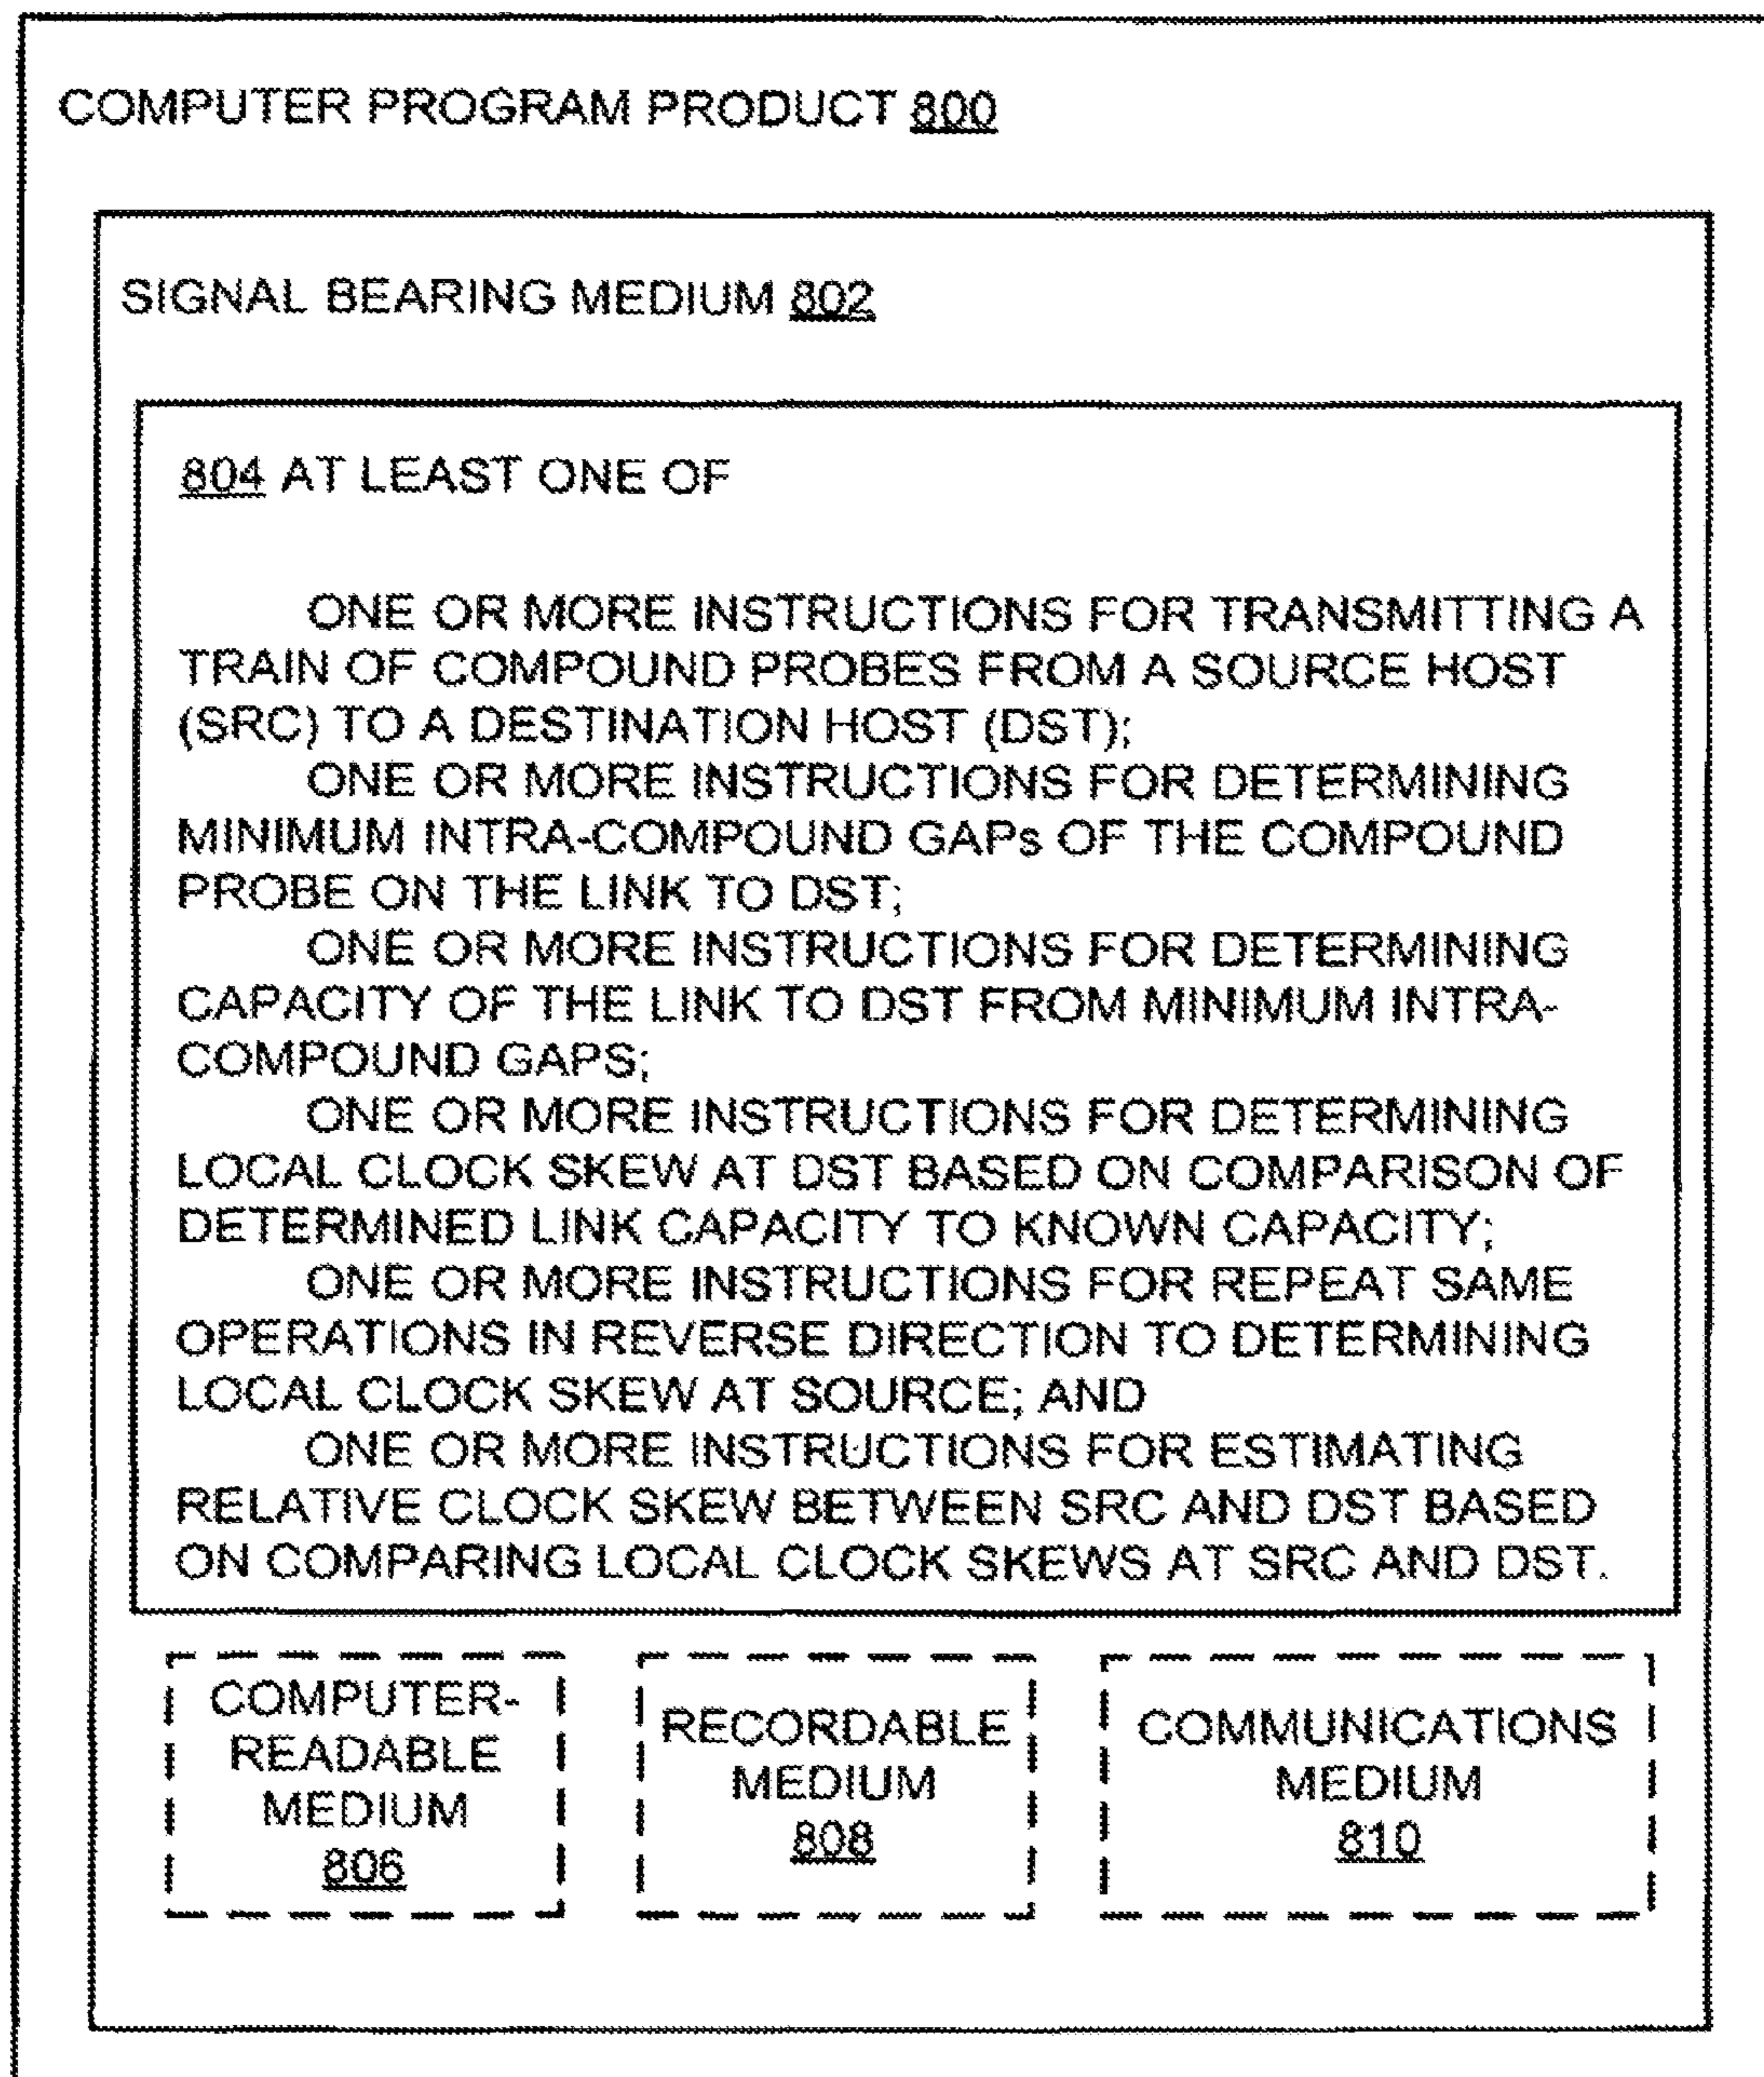 COMPUTER PROGRAM PRODUCT 800
SIGNAL BEARING MEDIUM 802
804 AT LEAST ONE OF
ONE OR MORE INSTRUCTIONS FOR TRANSMITTING A
TRAIN OF COMPOUND PROBES FROM A SOURCE HOST
(SRC) TO A DESTINATION HOST (DST);
ONE OR MORE INSTRUCTIONS FOR DETERMINING
MINIMUM INTRA-COMPOUND GAPs OF THE COMPOUND
PROBE ON THE LINK TO DST;
ONE OR MORE INSTRUCTIONS FOR DETERMINING
CAPACITY OF THE LINK TO DST FROM MINIMUM INTRA-
COMPOUND GAPS;
ONE OR MORE INSTRUCTIONS FOR DETERMINING
LOCAL CLOCK SKEW AT DST BASED ON COMPARISON OF
DETERMINED LINK CAPACITY TO KNOWN CAPACITY;
ONE OR MORE INSTRUCTIONS FOR REPEAT SAME
OPERATIONS IN REVERSE DIRECTION TO DETERMINING
LOCAL CLOCK SKEW AT SOURCE; AND
ONE OR MORE INSTRUCTIONS FOR ESTIMATING
RELATIVE CLOCK SKEW BETWEEN SRC AND DST BASED
ON COMPARING LOCAL CLOCK SKEWS AT SRC AND DST.
COMPUTER-
READABLE
MEDIUM
806
RECORDABLE
MEDIUM
808
COMMUNICATIONS
MEDIUM
810